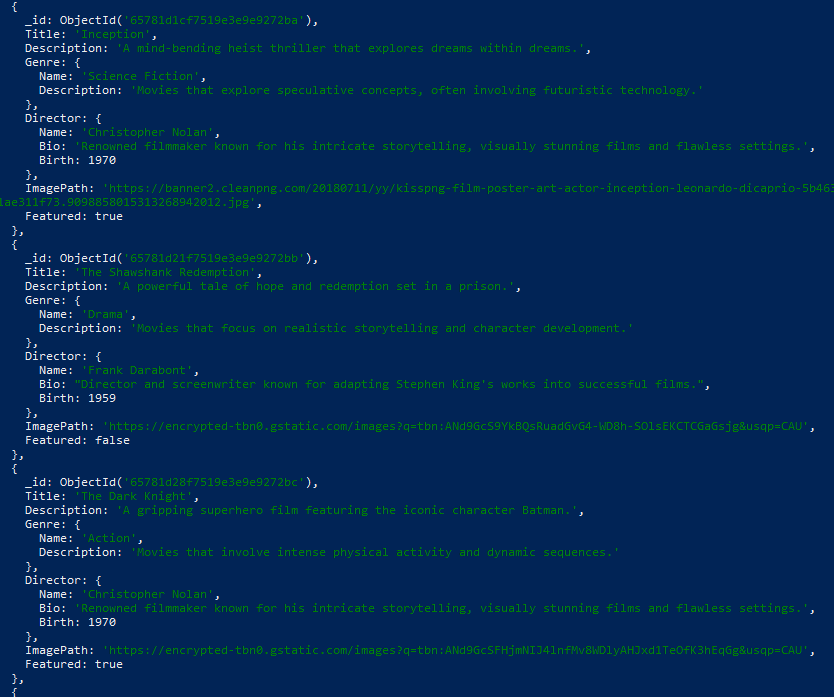 {
_id: ObjectId('65781d1cf7519e3e9e9272ba'),
Title: 'Inception',
Description: 'A mind-bending heist thriller that explores dreams within dreams.',
Genre: {
Name: 'Science Fiction',
Description: 'Movies that explore speculative concepts, often involving futuristic technology.'
},
Director: {
Name: 'Christopher Nolan',
Bio: 'Renowned filmmaker known for his intricate storytelling, visually stunning films and flawless settings.',
Birth: 1970
},
ImagePath: 'https://banner2.cleanpng.com/20180711/yy/kisspng-film-poster-art-actor-inception-leonardo-dicaprio-5b463
1ae311f73.9098858015313268942012.jpg',
Featured: true
},
{
_id: ObjectId('65781d21f7519e3e9e9272bb'),
Title: 'The Shawshank Redemption',
Description: 'A powerful tale of hope and redemption set in a prison.',
Genre: {
Name: 'Drama',
Description: 'Movies that focus on realistic storytelling and character development.'
},
Director: {
Name: 'Frank Darabont',
Bio: "Director and screenwriter known for adapting Stephen King's works into successful films.",
Birth: 1959
},
ImagePath: 'https://encrypted-tbn0.gstatic.com/images?q=tbn:ANd9GcS9YkBQsRuadGvG4-WD8h-SOlsEKCTCGaGsjg&usqp=CAU',
Featured: false
},
{
_id: ObjectId('65781d28f7519e3e9e9272bc'),
Title: 'The Dark Knight',
Description: 'A gripping superhero film featuring the iconic character Batman.',
Genre: {
Name: 'Action',
Description: 'Movies that involve intense physical activity and dynamic sequences.'
},
Director: {
Name: 'Christopher Nolan',
Bio: 'Renowned filmmaker known for his intricate storytelling, visually stunning films and flawless settings.',
Birth: 1970
},
ImagePath: 'https://encrypted-tbn0.gstatic.com/images?q=tbn:ANd9GcSFHjmNIJ4lnfMv8WDlyAHJxd1TeOfK3hEqGg&usqp=CAU',
Featured: true
},
{